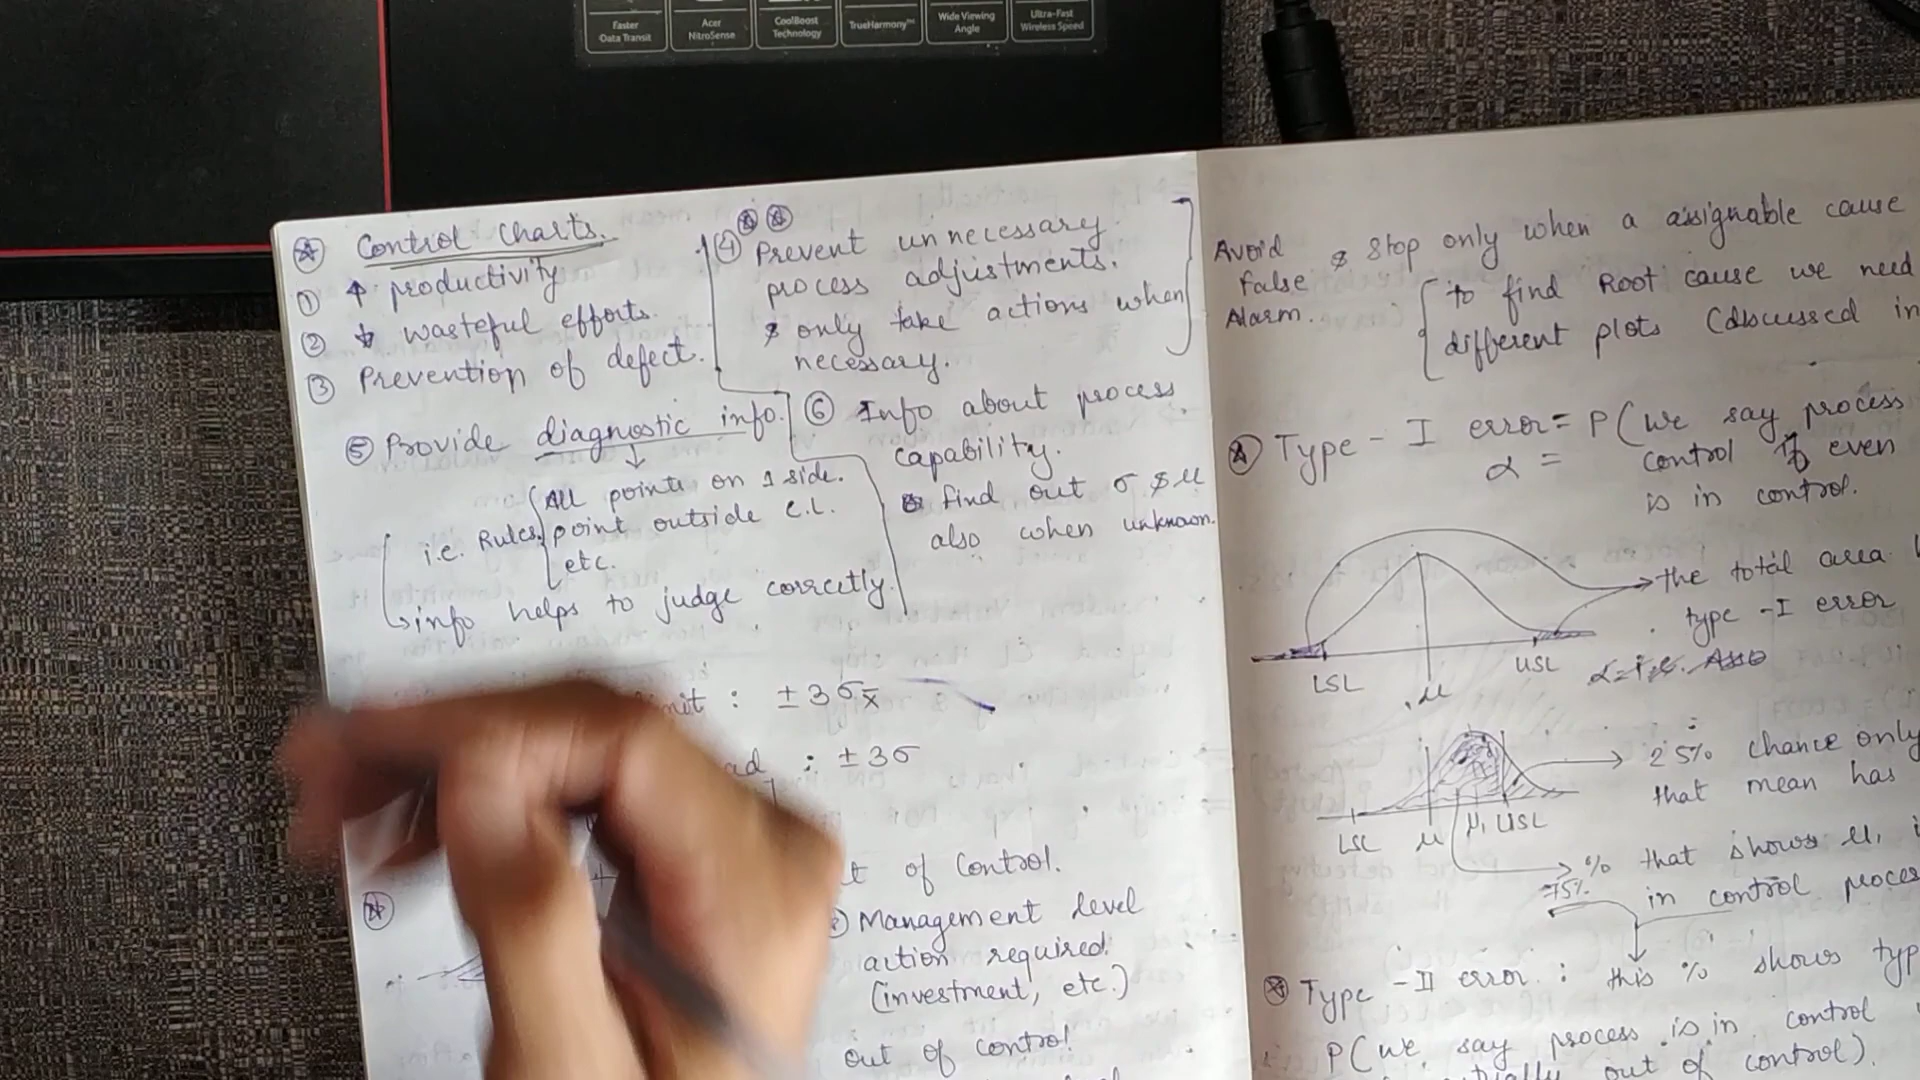 Faster
Data Transit
Acer
NitroSense
CoolBoost
Technology
TrueHarmony™
Wide Viewing
Angle
Ultra-Fast
Wireless Speed
Control Charts.
① ↑ productivity
② ↓ wasteful efforts.
③ Prevention of defect.
④ Prevent unnecessary
process adjustments.
& only take actions when
necessary.
⑤ Provide diagnostic info.
↓
All points on 1 side.
i.e. Rules point outside C.L.
etc.
info helps to judge correctly.
⑥ Info about process
capability.
find out σ & μ
also when unknown.
: ± 3σx̄
: ± 3σ
of control.
Management level
action required.
(investment, etc.)
out of control.
Avoid
false
Alarm.
& stop only when a assignable cause
to find Root cause we need
different plots (discussed in
Type - I error = P(we say process
α = control if even
is in control.
the total area
type - I error
LSL μ USL
25% chance only
that mean has
LSL μ μ₁ USL
% that shows μ₁
75%
in control
Type - II error : this % shows
P(we say process is in control
out of control).